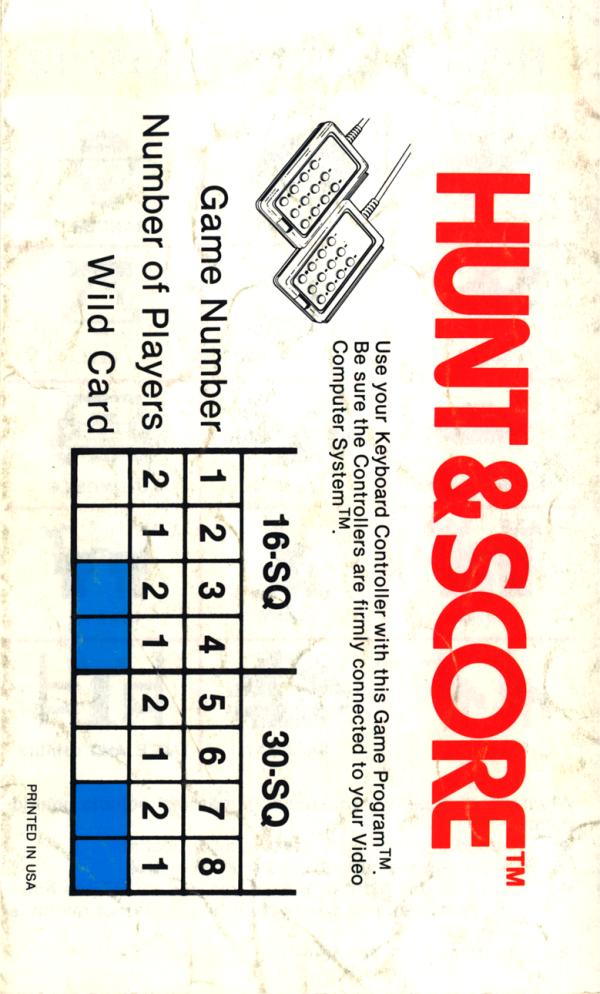 HUNT & SCORE™
Use your Keyboard Controller with this Game Program™.
Be sure the Controllers are firmly connected to your Video
Computer System™.
16-SQ 30-SQ
Game Number 1 2 3 4 5 6 7 8
Number of Players 2 1 2 1 2 1 2 1
Wild Card
PRINTED IN USA